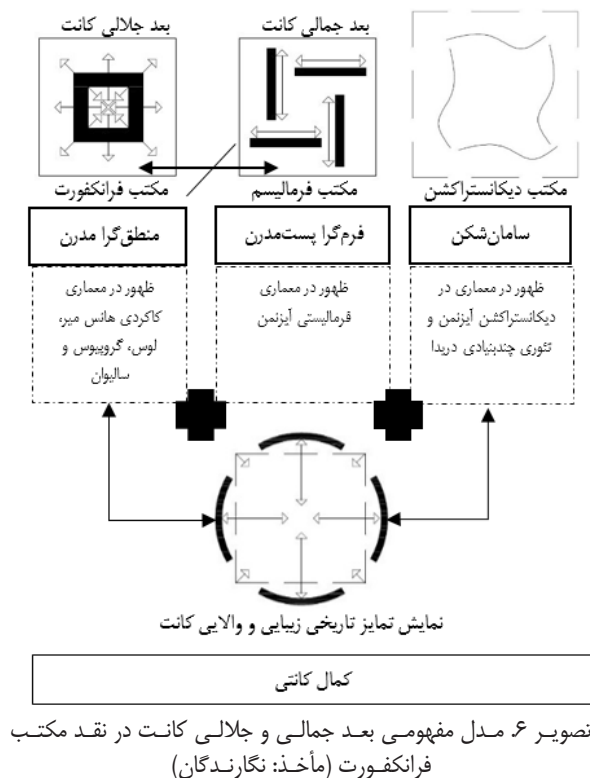 بعد جمالی کانت
بعد جلالی کانت
مکتب دیکانستراکشن
مکتب فرمالیسم
مکتب فرانکفورت
سامان‌شکن
فرم‌گرا پست‌مدرن
منطق‌گرا مدرن
ظهور در معماری در
دیکانستراکشن آیزنمن و
تئوری چندبنیادی دریدا
ظهور در معماری
فرمالیستی آیزنمن
ظهور در معماری
کاکردی هانس میر،
لوس، گروپیوس و
سالیوان
نمایش تمایز تاریخی زیبایی و والایی کانت
کمال کانتی
تصویر ۶. مدل مفهومی بعد جمالی و جلالی کانت در نقد مکتب
فرانکفورت (مأخذ: نگارندگان)